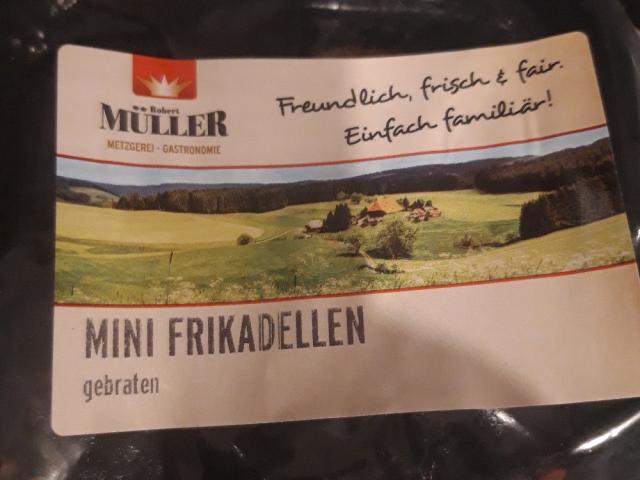 Robert
MÜLLER
METZGEREI - GASTRONOMIE
Freundlich, frisch & fair.
Einfach familiär!
MINI FRIKADELLEN
gebraten